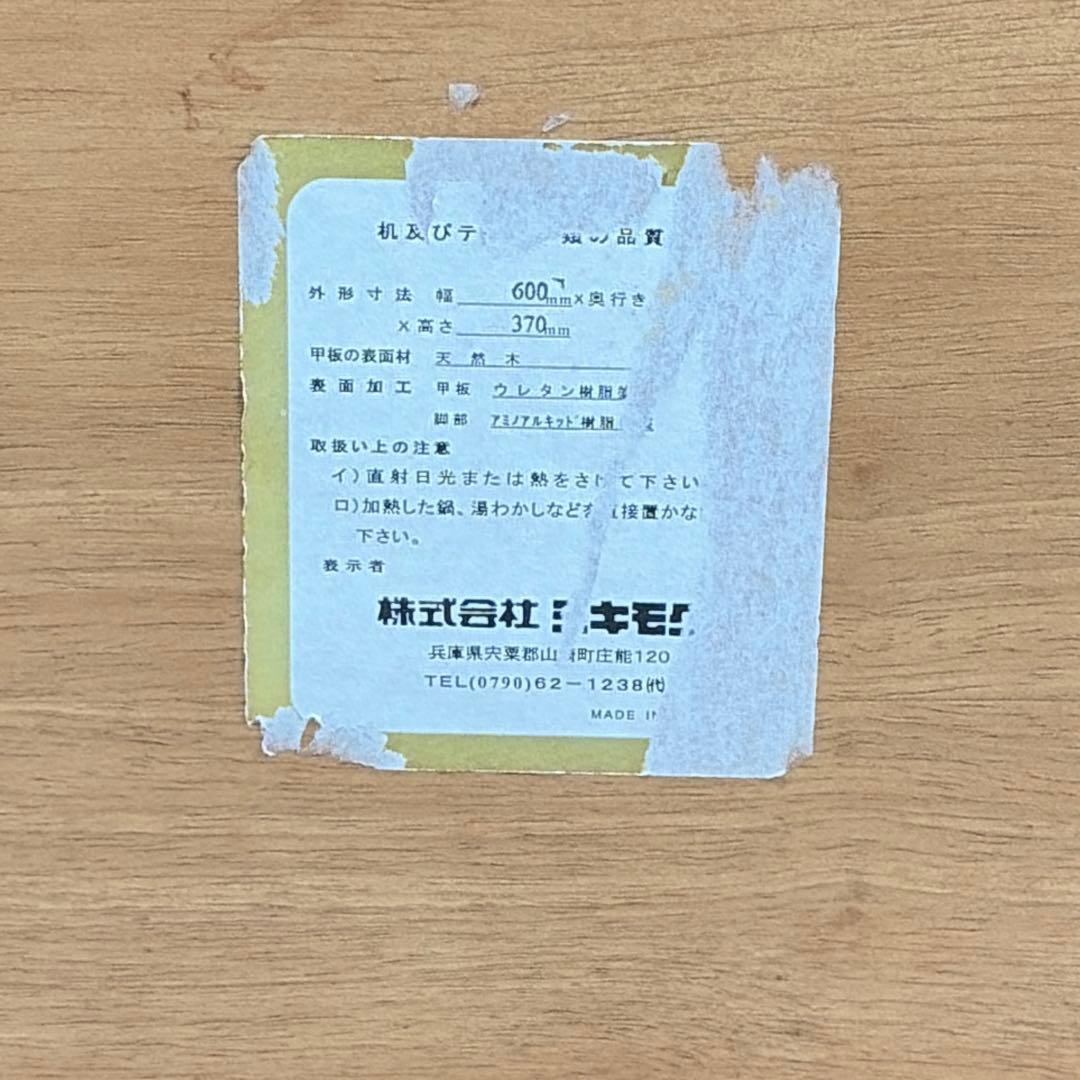 机及びテ 類の品質
外形寸法 幅 600mm×奥行き
×高さ 370mm
甲板の表面材 天然木
表面加工 甲板 ウレタン樹脂
脚部 アミノアルキッド樹脂
取扱い上の注意
イ)直射日光または熱をさけて下さい
ロ)加熱した鍋、湯わかしなどを直接置かな
下さい。
表示者
株式会社 キモ
兵庫県宍粟郡山 町庄能120
TEL(0790)62-1238㈹
MADE IN